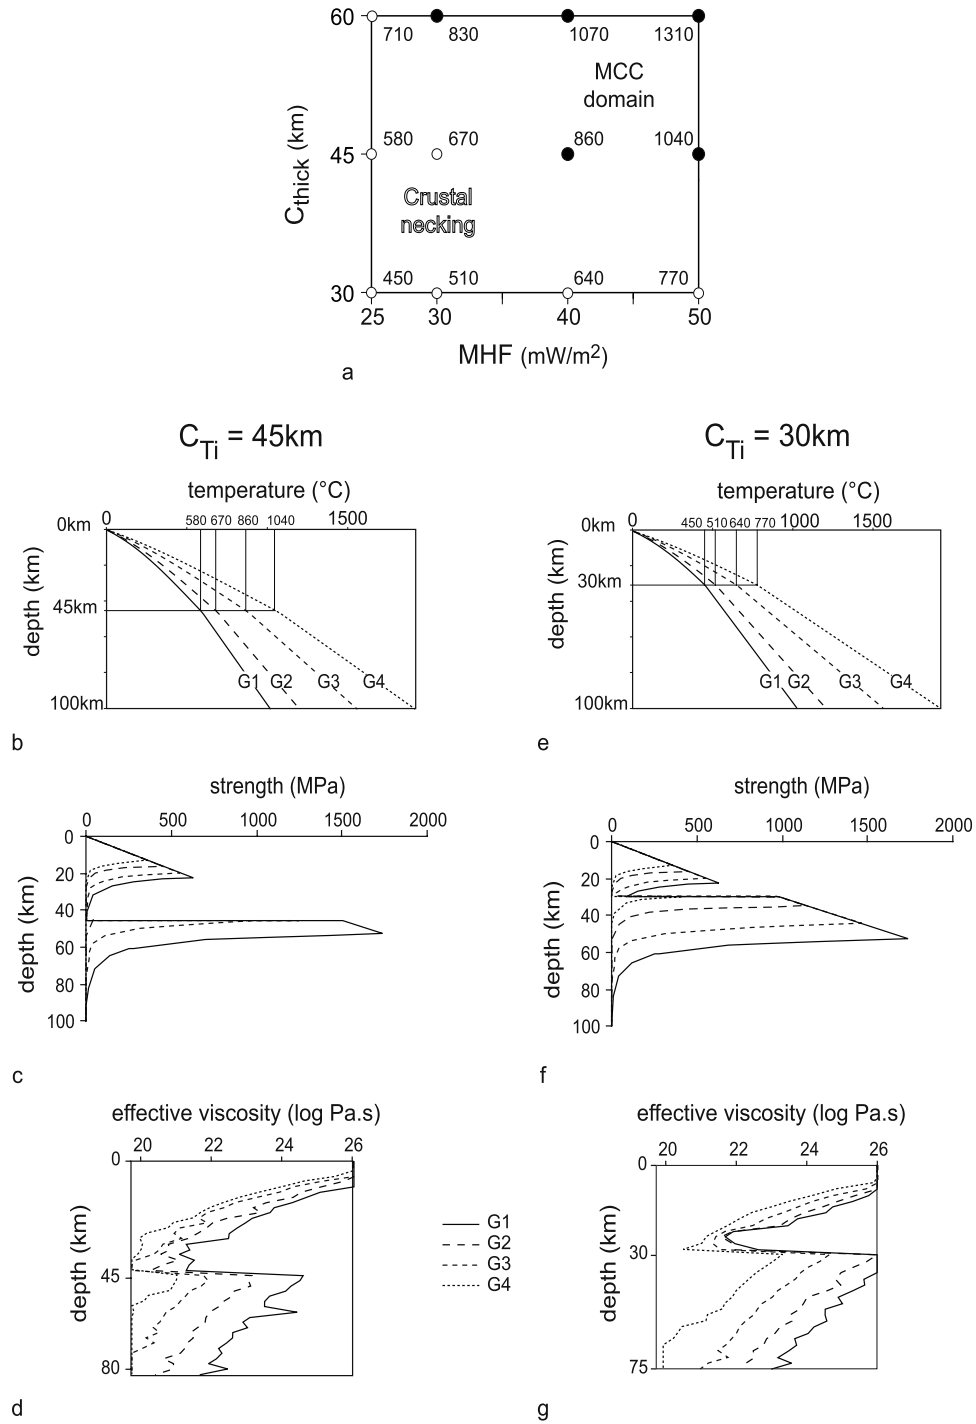 60
710 830 1070 1310
MCC
domain
C thick (km)
580 670 860 1040
45
Crustal
necking
450 510 640 770
30
25 30 40 50
MHF (mW/m2)
a
CTi = 45km
temperature (°C)
0 580 670 860 1040 1500
0km
depth (km)
45km
G1 G2 G3 G4
100km
b
CTi = 30km
temperature (°C)
0 450 510 640 770 1000 1500
0km
depth (km)
30km
G1 G2 G3 G4
100km
e
strength (MPa)
0 500 1000 1500 2000
0
20
40
60
80
100
depth (km)
c
strength (MPa)
0 500 1000 1500 2000
0
20
40
60
80
100
depth (km)
f
effective viscosity (log Pa.s)
20 22 24 26
0
45
80
depth (km)
d
G1
G2
G3
G4
effective viscosity (log Pa.s)
20 22 24 26
0
30
75
depth (km)
g